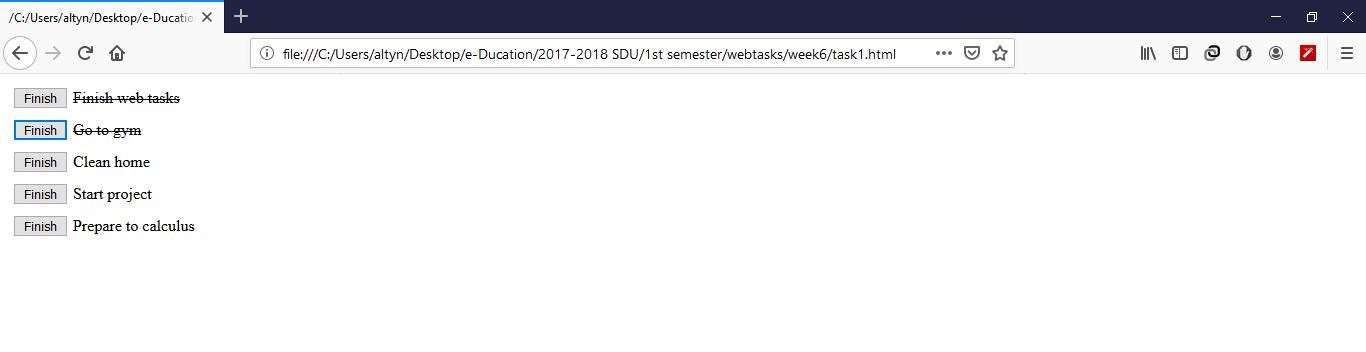 /C:/Users/altyn/Desktop/e-Ducatio
file:///C:/Users/altyn/Desktop/e-Ducation/2017-2018 SDU/1st semester/webtasks/week6/task1.html
Finish Finish web tasks
Finish Go to gym
Finish Clean home
Finish Start project
Finish Prepare to calculus